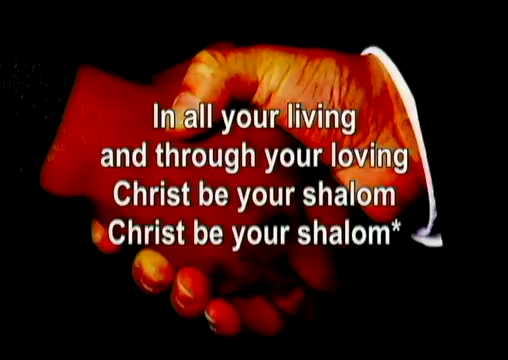 In all your living
and through your loving
Christ be your shalom
Christ be your shalom*